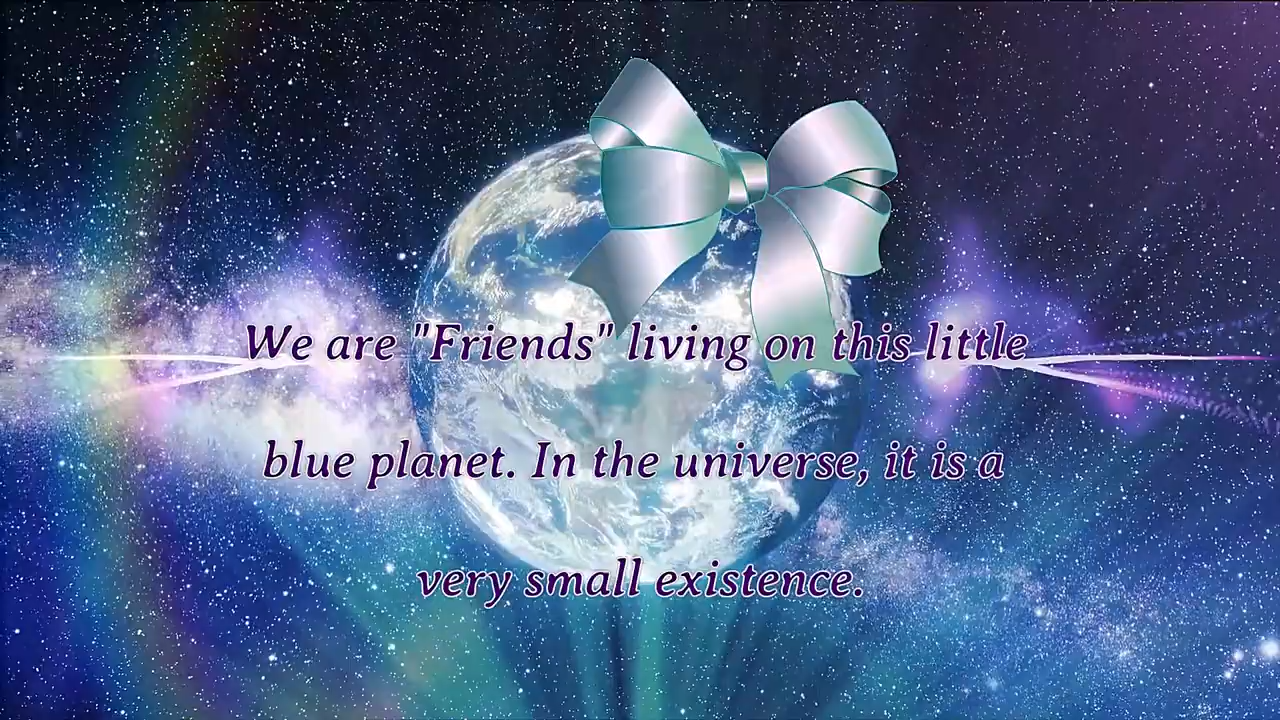 We are "Friends" living on this little
blue planet. In the universe, it is a
very small existence.